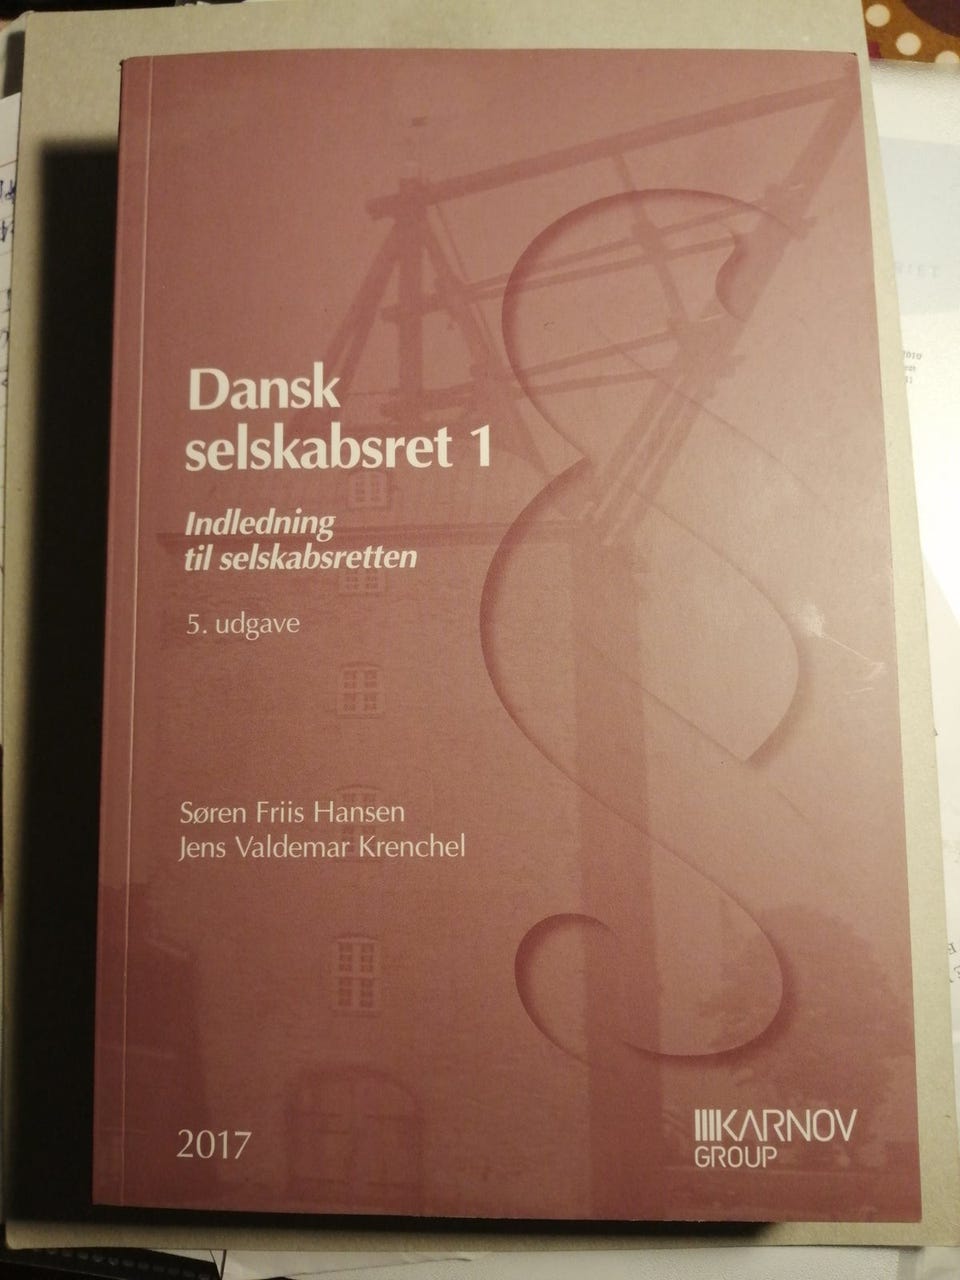 Dansk
selskabsret 1
Indledning
til selskabsretten
5. udgave
Søren Friis Hansen
Jens Valdemar Krenchel
2017
KARNOV
GROUP